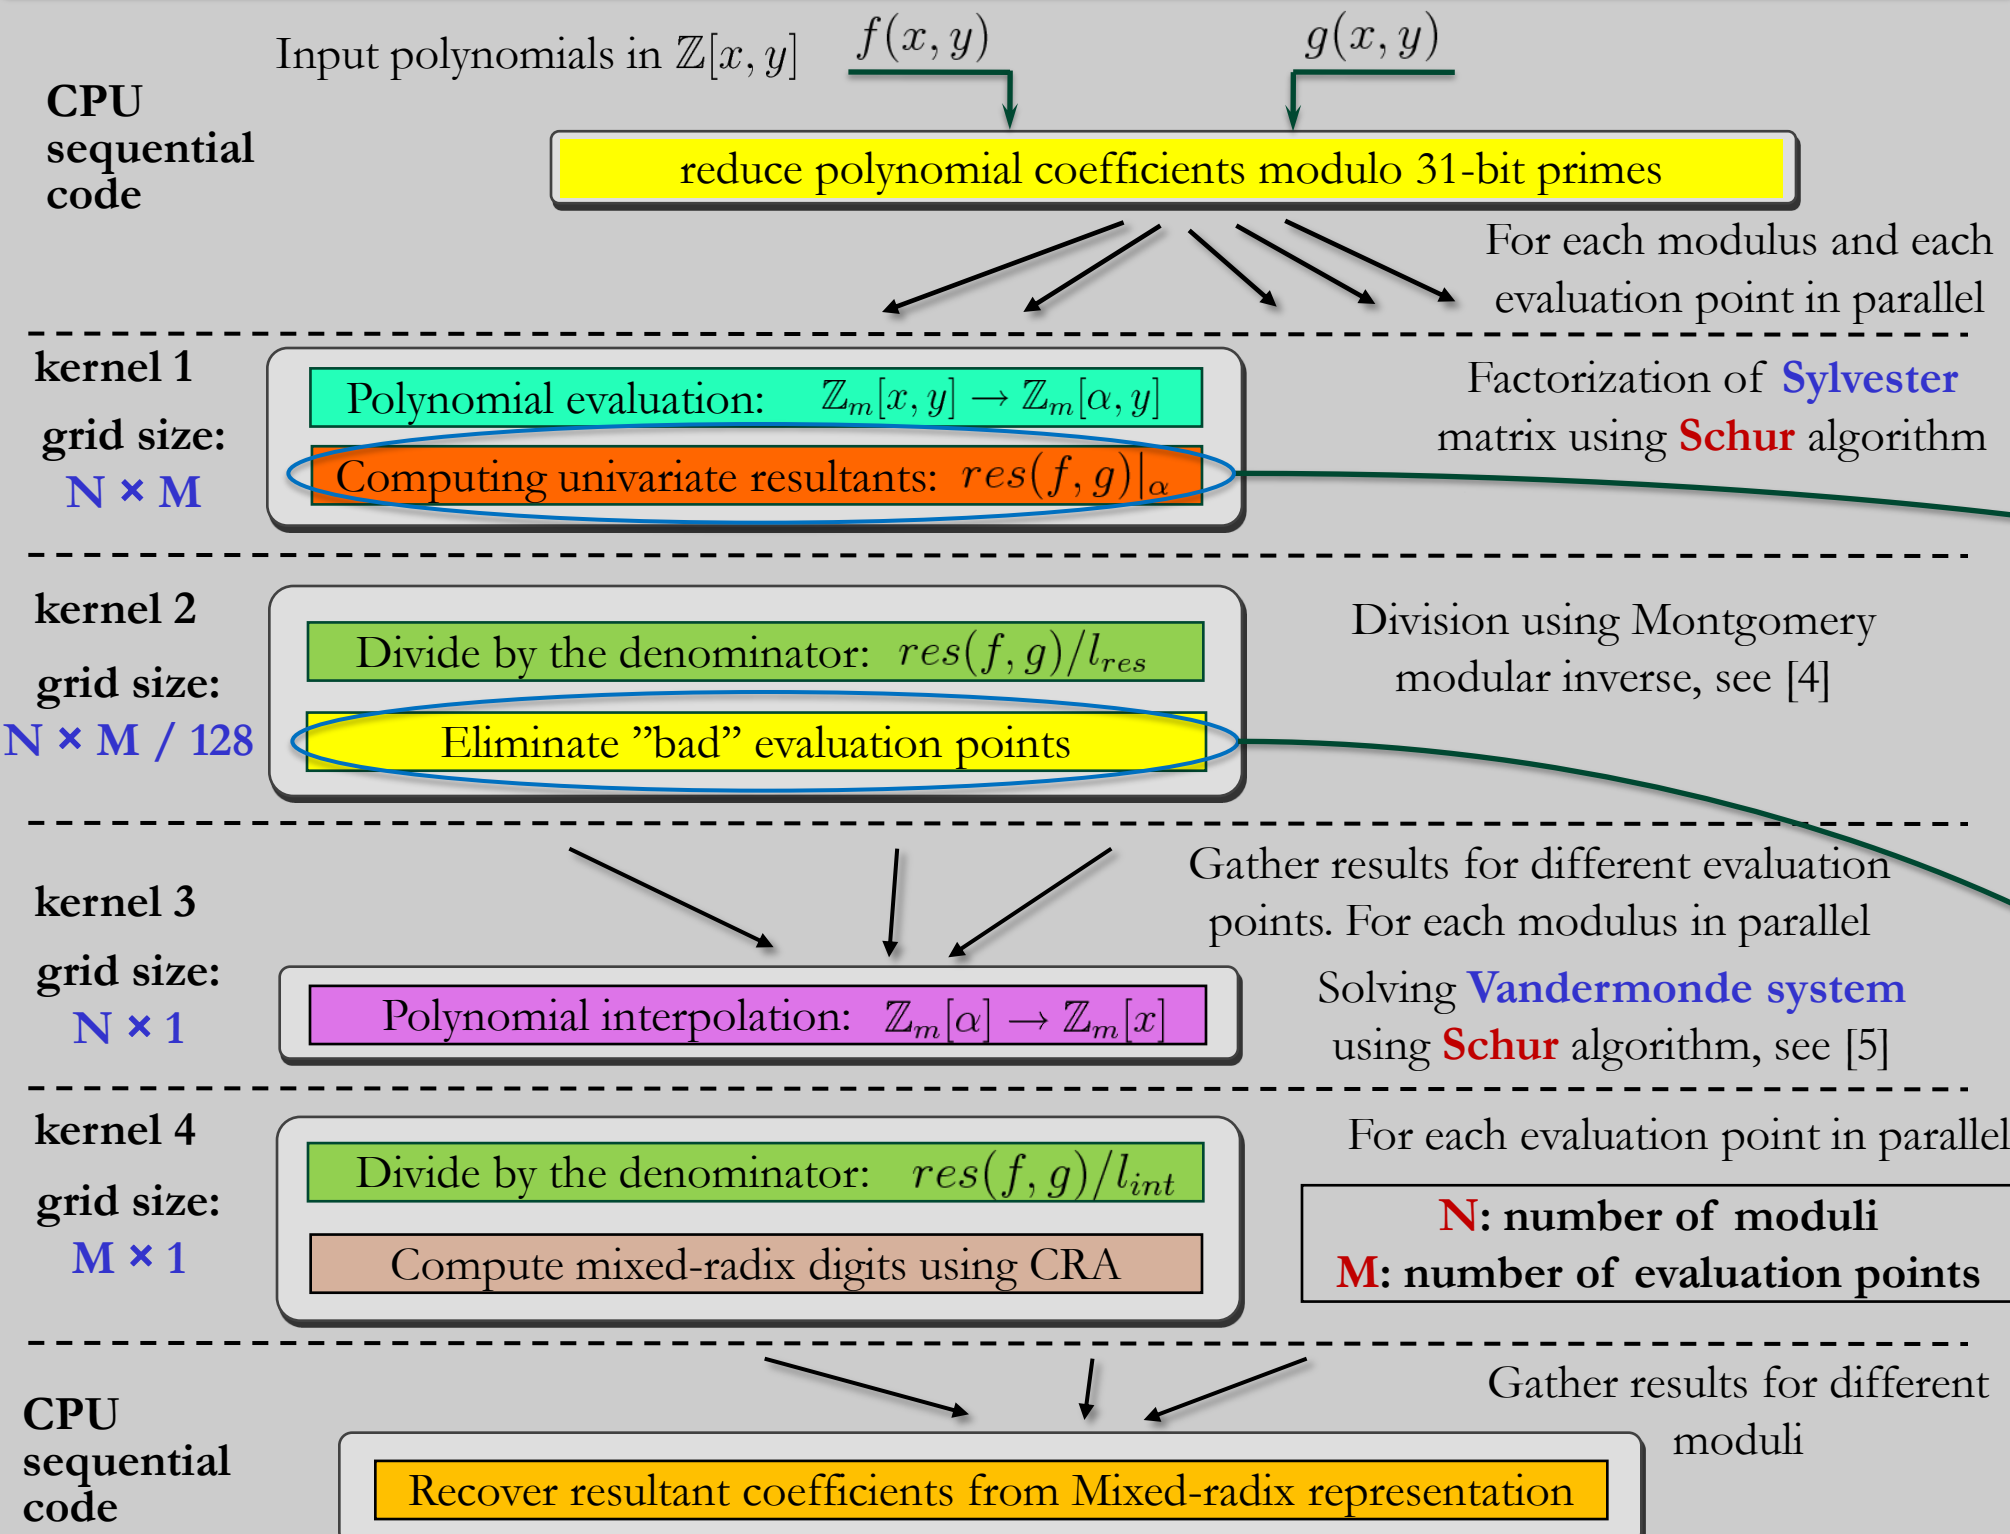 Input polynomials in ℤ[x, y]
f(x, y)
g(x, y)
CPU
sequential
code
reduce polynomial coefficients modulo 31-bit primes
For each modulus and each
evaluation point in parallel
kernel 1
grid size:
N × M
Polynomial evaluation: ℤₘ[x, y] → ℤₘ[α, y]
Computing univariate resultants: res(f, g)|α
Factorization of Sylvester
matrix using Schur algorithm
kernel 2
grid size:
N × M / 128
Divide by the denominator: res(f, g)/l_res
Eliminate ”bad” evaluation points
Division using Montgomery
modular inverse, see [4]
Gather results for different evaluation
points. For each modulus in parallel
kernel 3
grid size:
N × 1
Polynomial interpolation: ℤₘ[α] → ℤₘ[x]
Solving Vandermonde system
using Schur algorithm, see [5]
kernel 4
grid size:
M × 1
Divide by the denominator: res(f, g)/l_int
Compute mixed-radix digits using CRA
For each evaluation point in parallel
N: number of moduli
M: number of evaluation points
Gather results for different
moduli
CPU
sequential
code
Recover resultant coefficients from Mixed-radix representation